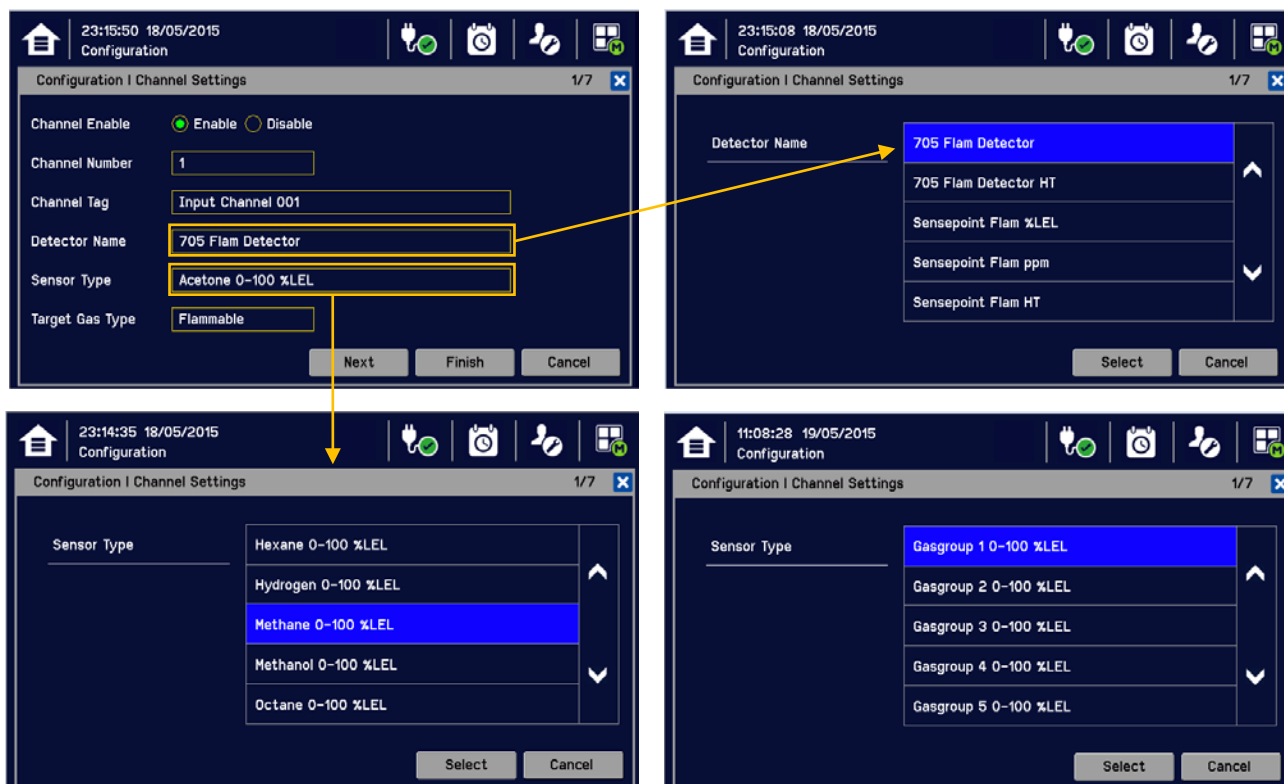 23:15:50 18/05/2015
Configuration
Configuration | Channel Settings 1/7
Channel Enable Enable Disable
Channel Number 1
Channel Tag Input Channel 001
Detector Name 705 Flam Detector
Sensor Type Acetone 0-100 %LEL
Target Gas Type Flammable
Next Finish Cancel
23:15:08 18/05/2015
Configuration
Configuration | Channel Settings 1/7
Detector Name
705 Flam Detector
705 Flam Detector HT
Sensepoint Flam %LEL
Sensepoint Flam ppm
Sensepoint Flam HT
Select Cancel
23:14:35 18/05/2015
Configuration
Configuration | Channel Settings 1/7
Sensor Type
Hexane 0-100 %LEL
Hydrogen 0-100 %LEL
Methane 0-100 %LEL
Methanol 0-100 %LEL
Octane 0-100 %LEL
Select Cancel
11:08:28 19/05/2015
Configuration
Configuration | Channel Settings 1/7
Sensor Type
Gasgroup 1 0-100 %LEL
Gasgroup 2 0-100 %LEL
Gasgroup 3 0-100 %LEL
Gasgroup 4 0-100 %LEL
Gasgroup 5 0-100 %LEL
Select Cancel